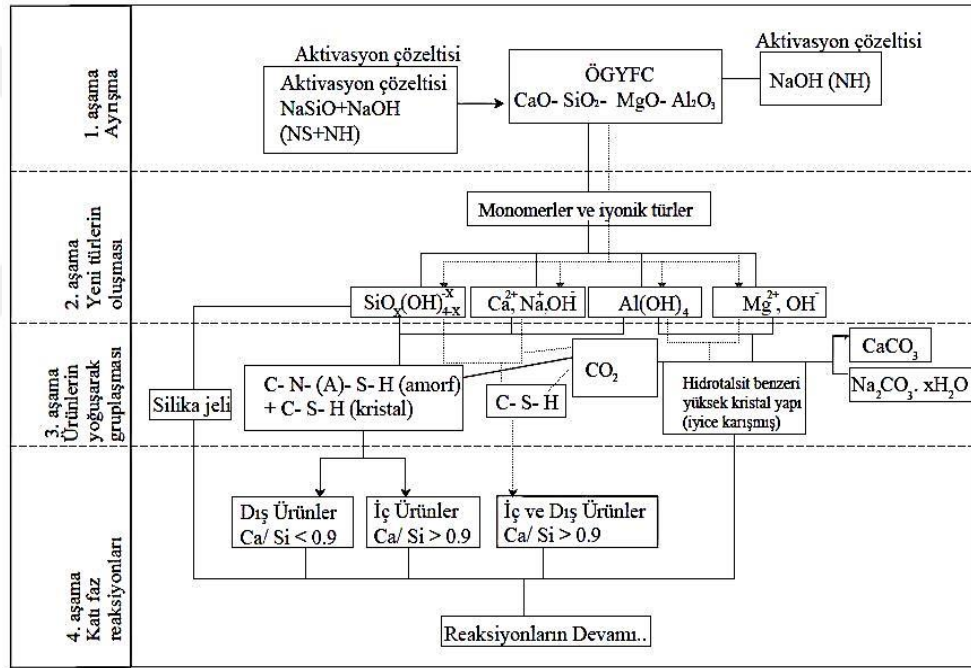 1. aşama
Ayrışma
Aktivasyon çözeltisi
Aktivasyon çözeltisi
NaSiO+NaOH
(NS+NH)
ÖGYFC
CaO- SiO₂- MgO- Al₂O₃
Aktivasyon çözeltisi
NaOH (NH)
2. aşama
Yeni türlerin
oluşması
Monomerler ve iyonik türler
SiOₓ(OH)₄₋ₓ⁻ˣ
Ca²⁺, Na⁺, OH⁻
Al(OH)₄⁻
Mg²⁺, OH⁻
3. aşama
Ürünlerin
yoğuşarak
gruplaşması
Silika jeli
C- N- (A)- S- H (amorf)
+ C- S- H (kristal)
C- S- H
CO₂
Hidrotalsit benzeri
yüksek kristal yapı
(iyice karışmış)
CaCO₃
Na₂CO₃. xH₂O
4. aşama
Katı faz
reaksiyonları
Dış Ürünler
Ca/ Si < 0.9
İç Ürünler
Ca/ Si > 0.9
İç ve Dış Ürünler
Ca/ Si > 0.9
Reaksiyonların Devamı..